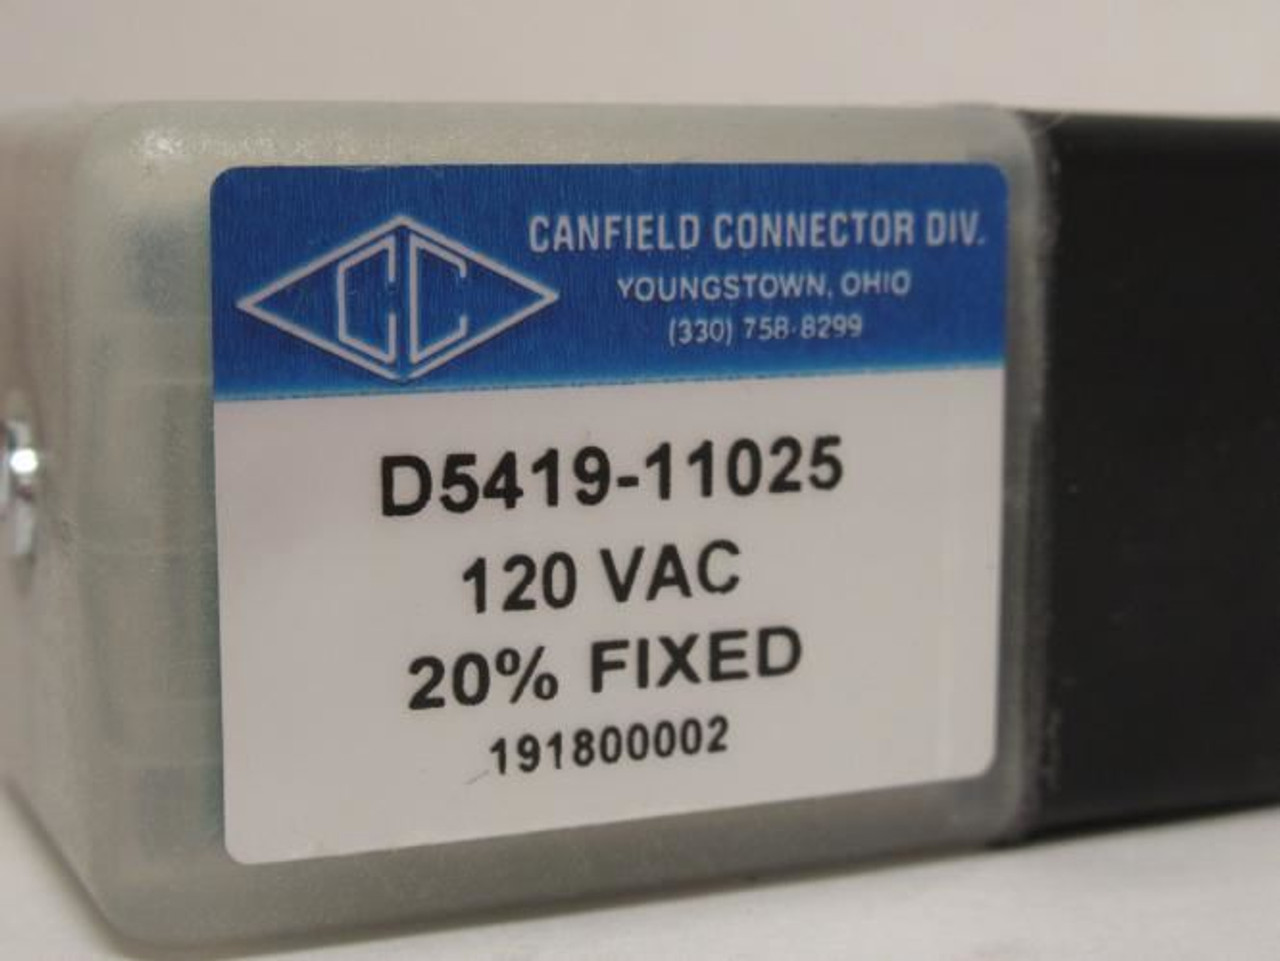 CC
CANFIELD CONNECTOR DIV.
YOUNGSTOWN, OHIO
(330) 758-8299
D5419-11025
120 VAC
20% FIXED
191800002